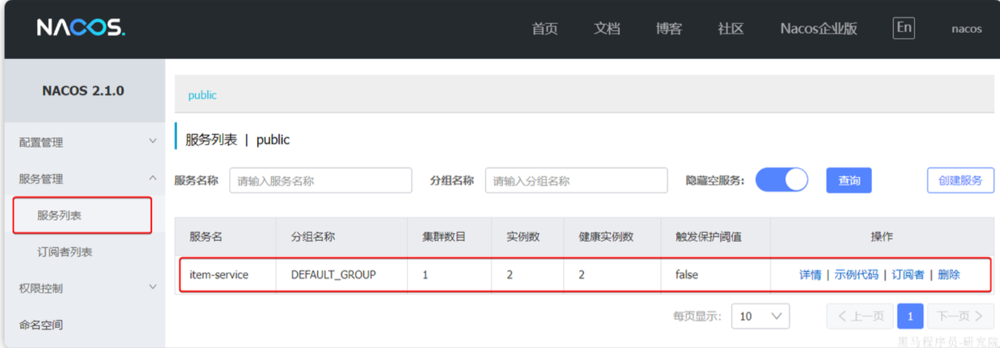 NACOS.
首页 文档 博客 社区 Nacos企业版 En nacos
NACOS 2.1.0
配置管理
服务管理
服务列表
订阅者列表
权限控制
命名空间
public
服务列表 | public
服务名称 请输入服务名称 分组名称 请输入分组名称 隐藏空服务: 查询 创建服务
服务名 分组名称 集群数目 实例数 健康实例数 触发保护阈值 操作
item-service DEFAULT_GROUP 1 2 2 false 详情 | 示例代码 | 订阅者 | 删除
每页显示: 10 上一页 1 下一页
黑马程序员-研究院